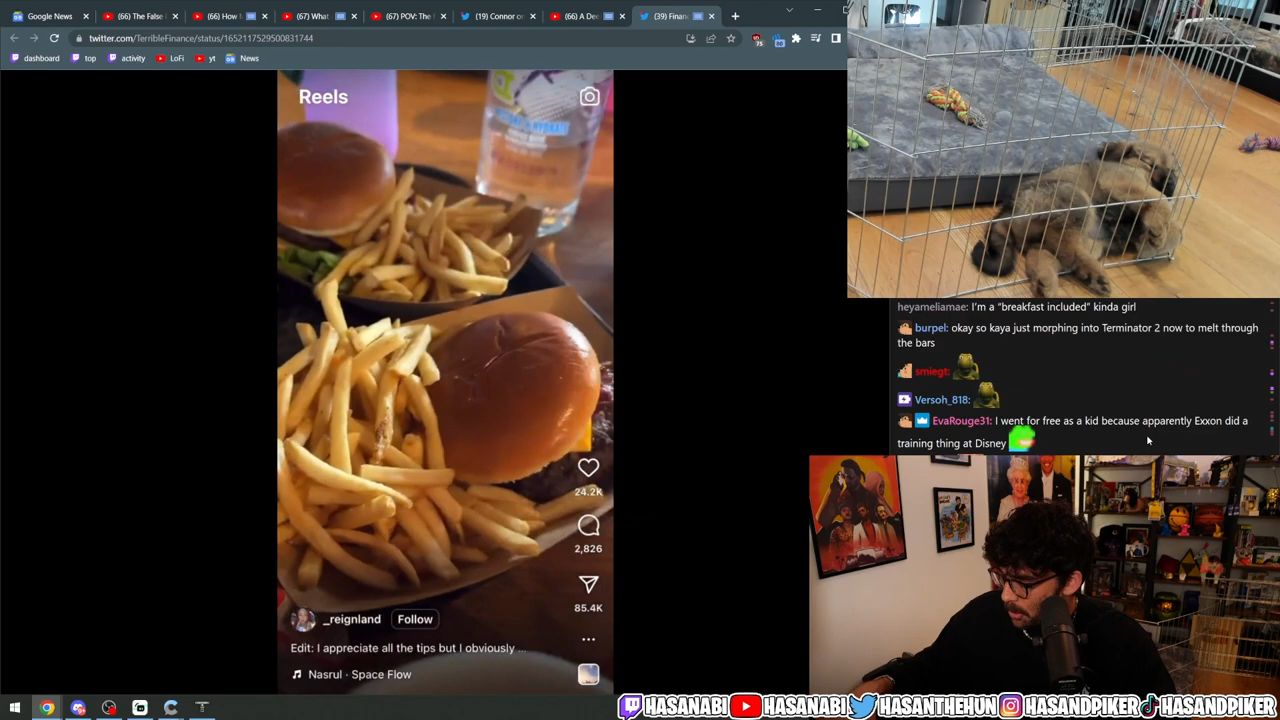 Google News
(66) The False
(66) How
(67) What
(67) POV: The
(19) Connor o
(66) A Dee
(39) Finan
twitter.com/TerribleFinance/status/1652117529500831744
75
80
dashboard
top
activity
LoFi
yt
News
Reels
24.2K
2,826
85.4K
_reignland
Follow
Edit: I appreciate all the tips but I obviously ...
Nasrul · Space Flow
heyameliamae: I'm a "breakfast included" kinda girl
burpel: okay so kaya just morphing into Terminator 2 now to melt through
the bars
smiegt:
Versoh_818:
EvaRouge31: I went for free as a kid because apparently Exxon did a
training thing at Disney
HASANABI HASANABI HASANTHEHUN HASANDPIKER HASANDPIKER